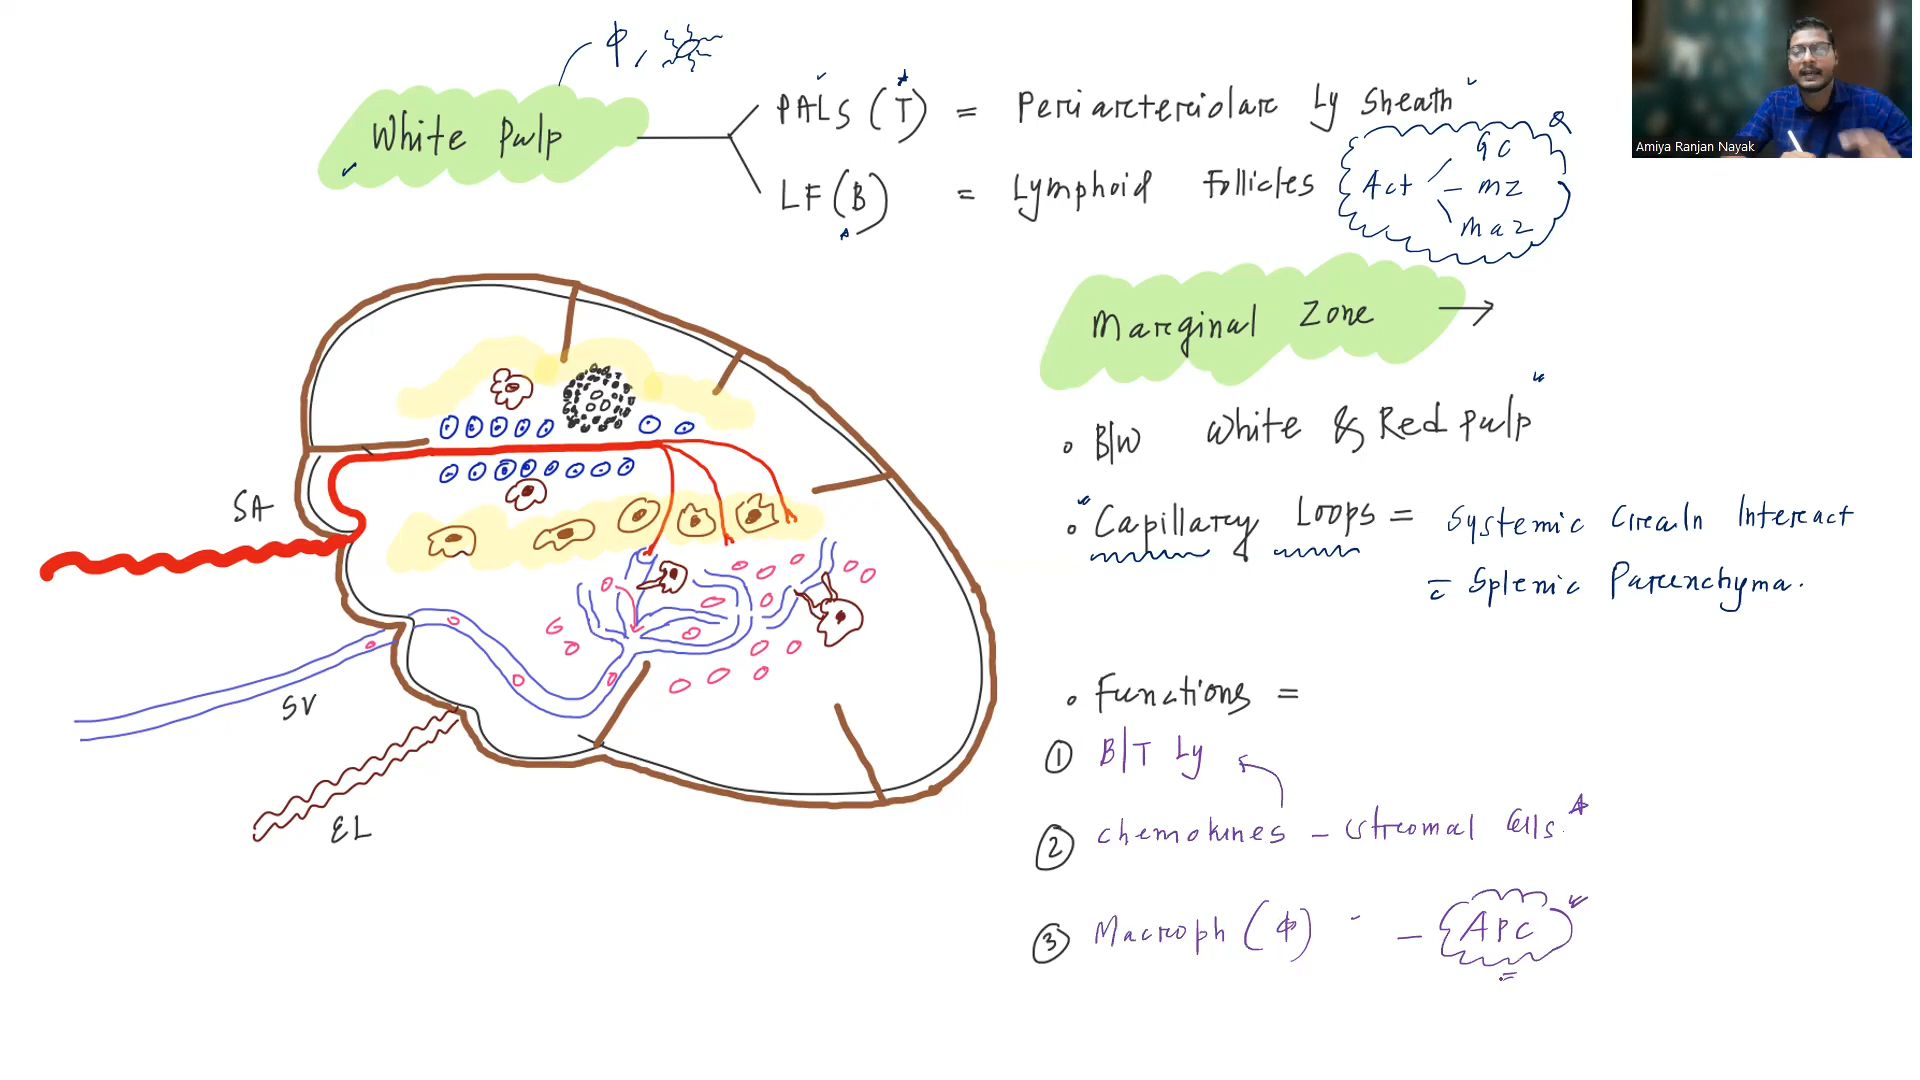 Φ,
White Pulp
PALS (T) = Periarteriolar Ly Sheath
LF (B) = Lymphoid Follicles
Act - GC
- MZ
Maz
Marginal Zone →
• B/W White & Red Pulp
• Capillary Loops = Systemic Circuln Interact
c̄ Splenic Parenchyma.
• Functions =
① B/T Ly
② Chemokines - Stromal Cells.
③ Macroph (Φ) - APC
SA
SV
EL
Amiya Ranjan Nayak